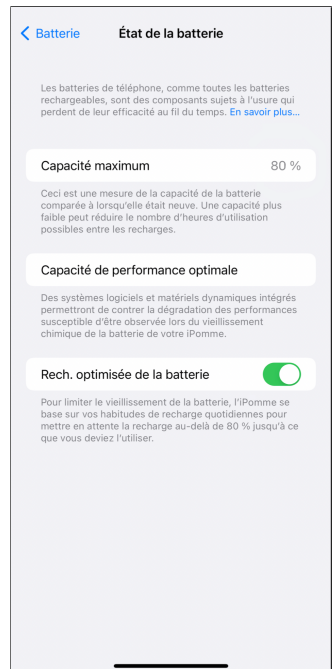 Batterie État de la batterie
Les batteries de téléphone, comme toutes les batteries
rechargeables, sont des composants sujets à l'usure qui
perdent de leur efficacité au fil du temps. En savoir plus...
Capacité maximum 80 %
Ceci est une mesure de la capacité de la batterie
comparée à lorsqu'elle était neuve. Une capacité plus
faible peut réduire le nombre d'heures d'utilisation
possibles entre les recharges.
Capacité de performance optimale
Des systèmes logiciels et matériels dynamiques intégrés
permettront de contrer la dégradation des performances
susceptible d'être observée lors du vieillissement
chimique de la batterie de votre iPomme.
Rech. optimisée de la batterie
Pour limiter le vieillissement de la batterie, l'iPomme se
base sur vos habitudes de recharge quotidiennes pour
mettre en attente la recharge au-delà de 80 % jusqu'à ce
que vous deviez l'utiliser.